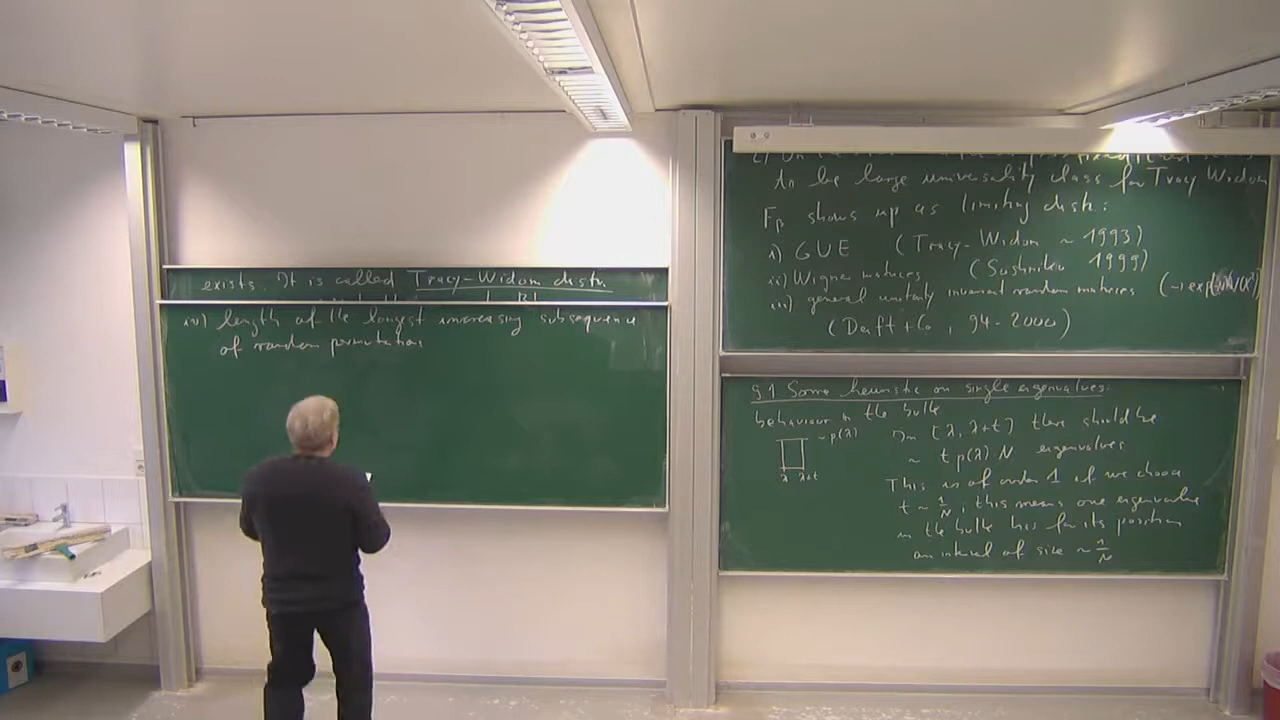 exists. It is called Tracy-Widom distr.
iv) length of the longest increasing subsequence
of random permutations
to be large universality class for Tracy Widom
Fβ shows up as limiting distr:
i) GUE (Tracy-Widom ~ 1993)
ii) Wigner matrices (Soshnikov 1999)
iii) general unitarily invariant random matrices
(Deift + Co, 94-2000)
§1 Some heuristic on single eigenvalues:
behaviour in the bulk
~ p(λ)
λ λ+t
In [λ, λ+t] there should be
~ t p(λ) N eigenvalues
This is of order 1 if we choose
t ~ 1/N; this means one eigenvalue
in the bulk has for its position
an interval of size ~ 1/N